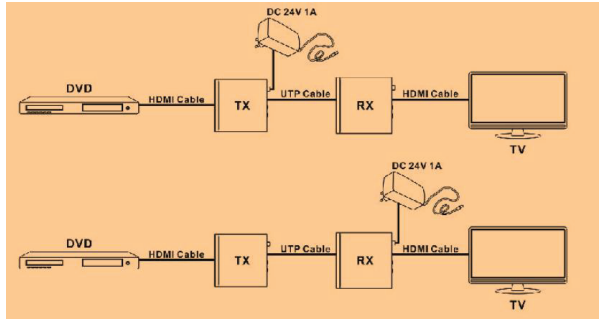 DC 24V 1A
DVD
HDMI Cable
TX
UTP Cable
RX
HDMI Cable
TV
DC 24V 1A
DVD
HDMI Cable
TX
UTP Cable
RX
HDMI Cable
TV